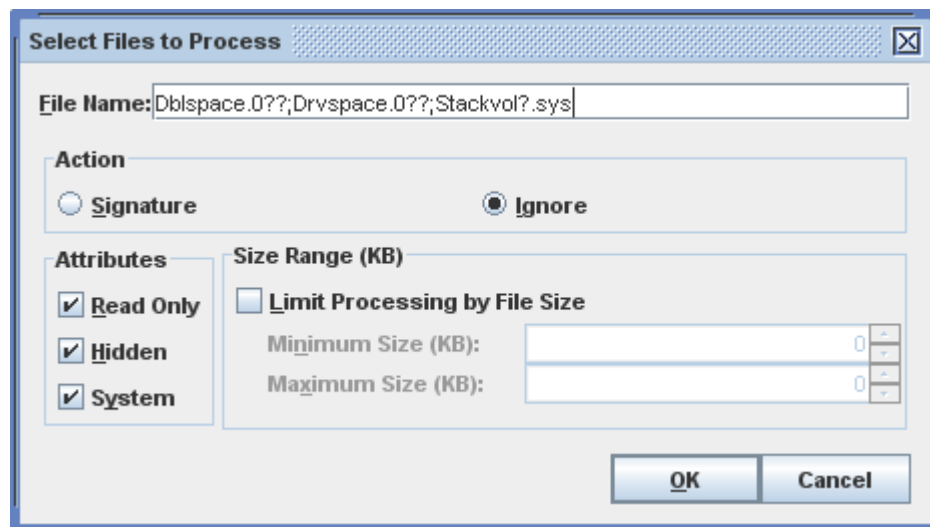 Select Files to Process
File Name: Dblspace.0??;Drvspace.0??;Stackvol?.sys
Action
Signature
Ignore
Attributes
Read Only
Hidden
System
Size Range (KB)
Limit Processing by File Size
Minimum Size (KB): 0
Maximum Size (KB): 0
OK
Cancel